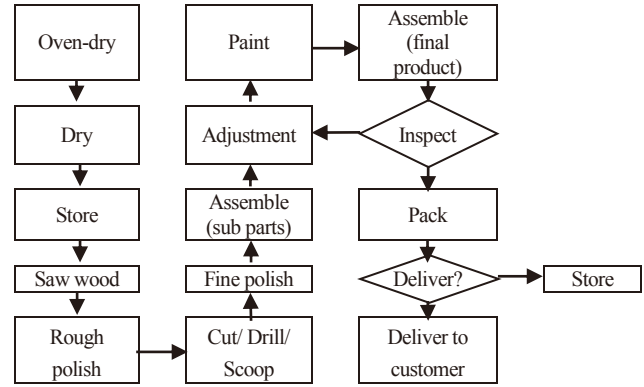 Oven-dry
Dry
Store
Saw wood
Rough
polish
Cut/ Drill/
Scoop
Fine polish
Assemble
(sub parts)
Adjustment
Paint
Assemble
(final
product)
Inspect
Pack
Deliver?
Store
Deliver to
customer